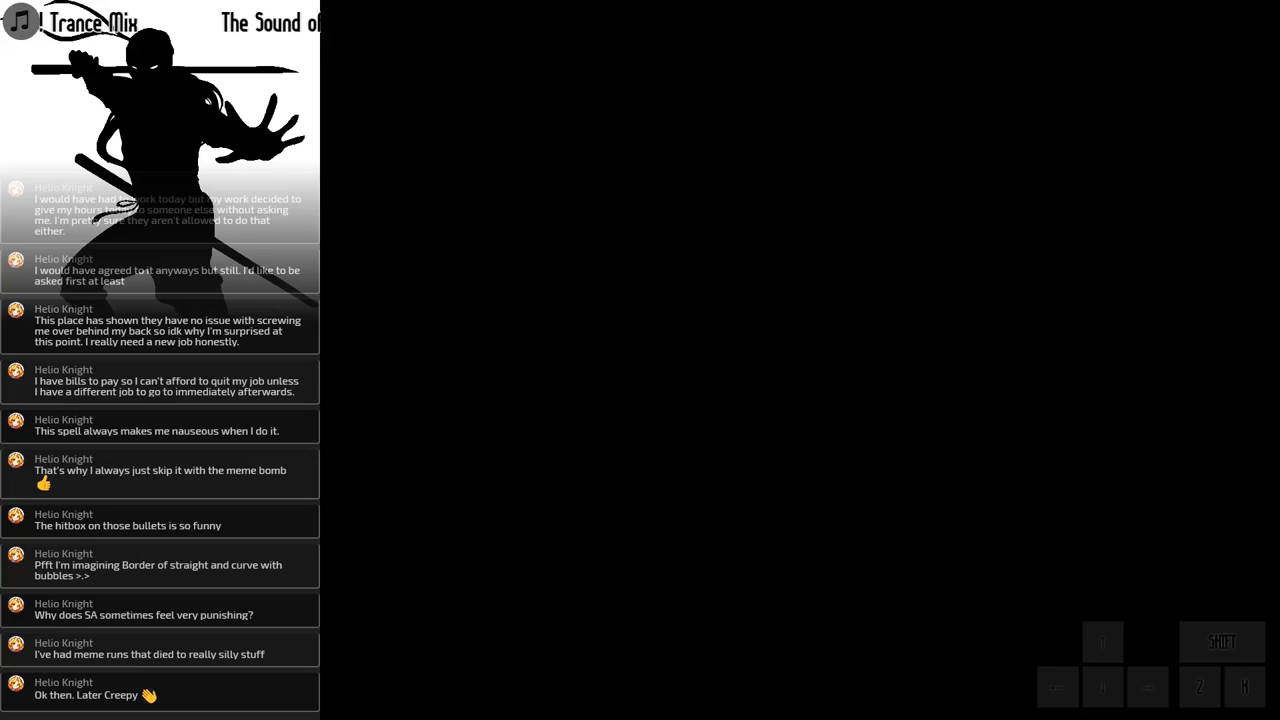 ! Trance Mix The Sound of
Helio Knight
I would have had to work today but my work decided to
give my hours today to someone else without asking
me. I'm pretty sure they aren't allowed to do that
either.
Helio Knight
I would have agreed to it anyways but still. I'd like to be
asked first at least
Helio Knight
This place has shown they have no issue with screwing
me over behind my back so idk why I'm surprised at
this point. I really need a new job honestly.
Helio Knight
I have bills to pay so I can't afford to quit my job unless
I have a different job to go to immediately afterwards.
Helio Knight
This spell always makes me nauseous when I do it.
Helio Knight
That's why I always just skip it with the meme bomb
👍
Helio Knight
The hitbox on those bullets is so funny
Helio Knight
Pfft I'm imagining Border of straight and curve with
bubbles >.>
Helio Knight
Why does SA sometimes feel very punishing?
Helio Knight
I've had meme runs that died to really silly stuff
Helio Knight
Ok then. Later Creepy 👋
↑ SHIFT
← ↓ → Z X